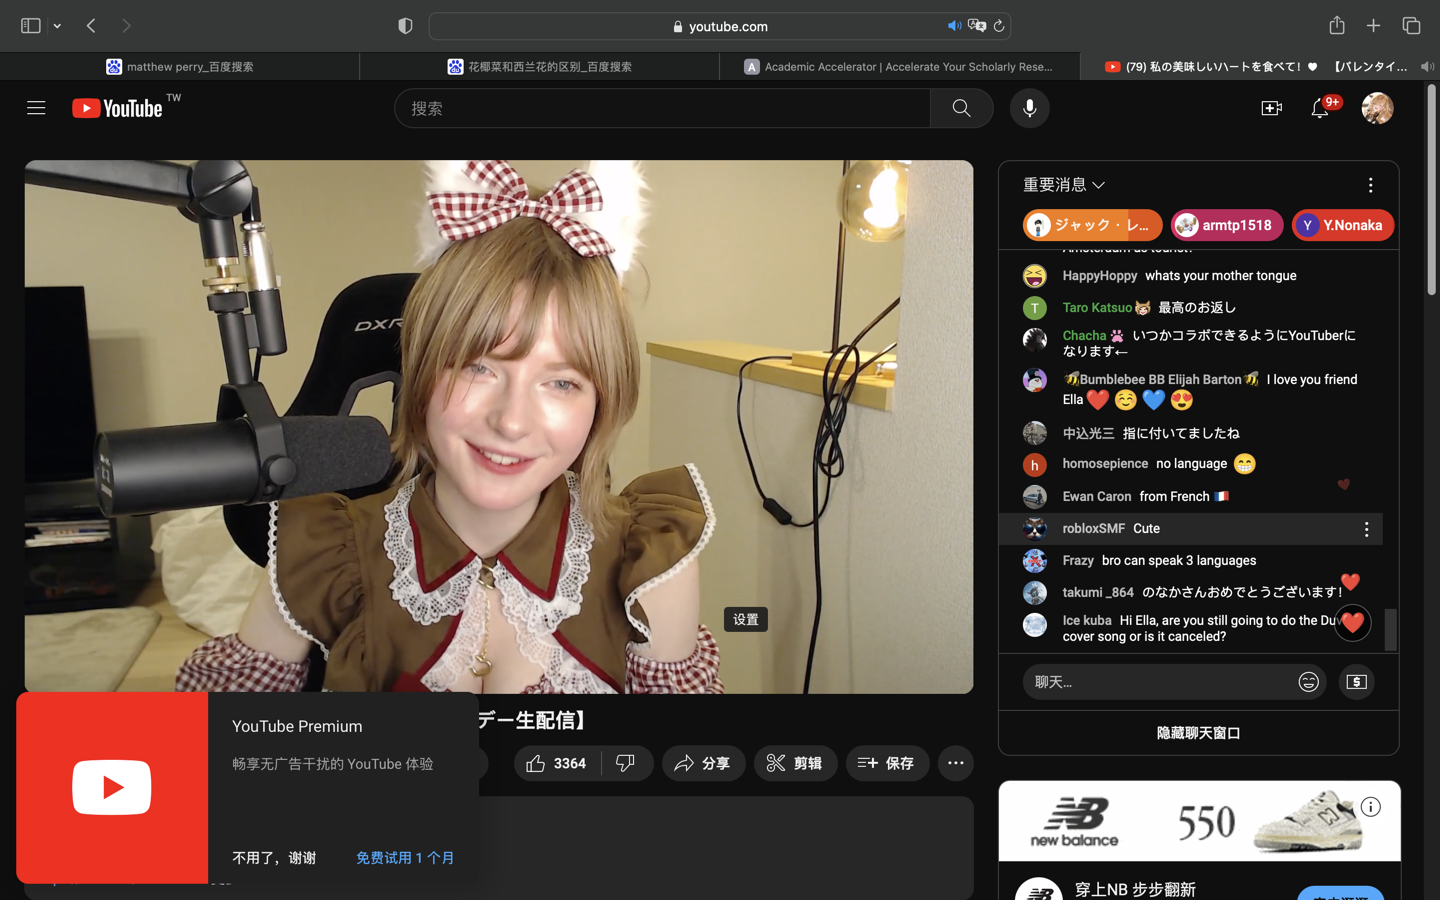 youtube.com
matthew perry_百度搜索
花椰菜和西兰花的区别_百度搜索
A Academic Accelerator | Accelerate Your Scholarly Rese...
(79) 私の美味しいハートを食べて！♥ 【バレンタイ...
YouTube TW
搜索
9+
DXR
设置
重要消息
ジャック・レ...
armtp1518
Y Y.Nonaka
HappyHoppy whats your mother tongue
T Taro Katsuo 最高のお返し
Chacha いつかコラボできるようにYouTuberに
なります←
🐝Bumblebee BB Elijah Barton🐝 I love you friend
Ella❤️☺️💙😍
中込光三 指に付いてましたね
h homosepience no language 😁
Ewan Caron from French 🇫🇷
robloxSMF Cute
Frazy bro can speak 3 languages
takumi _864 のなかさんおめでとうございます！
Ice kuba Hi Ella, are you still going to do the
cover song or is it canceled?
聊天...
隐藏聊天窗口
デー生配信】
3364
分享
剪辑
保存
YouTube Premium
畅享无广告干扰的 YouTube 体验
不用了，谢谢
免费试用 1 个月
new balance
550
穿上NB 步步翻新